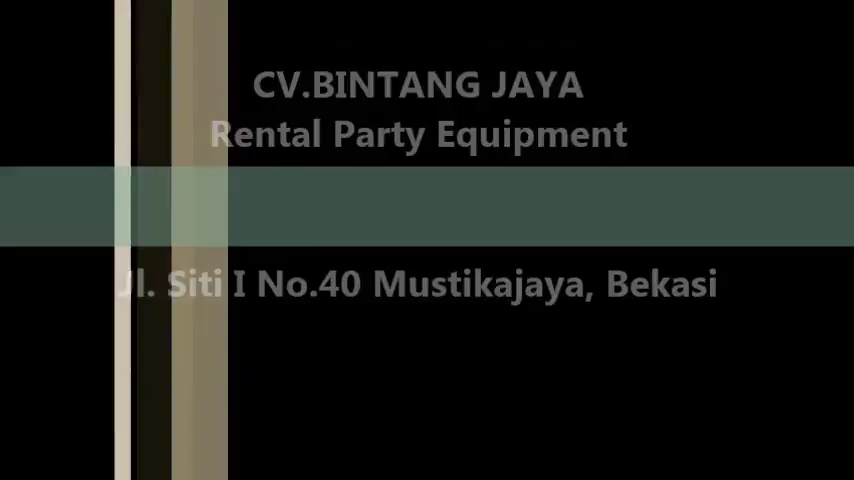 CV.BINTANG JAYA
Rental Party Equipment
Jl. Siti I No.40 Mustikajaya, Bekasi